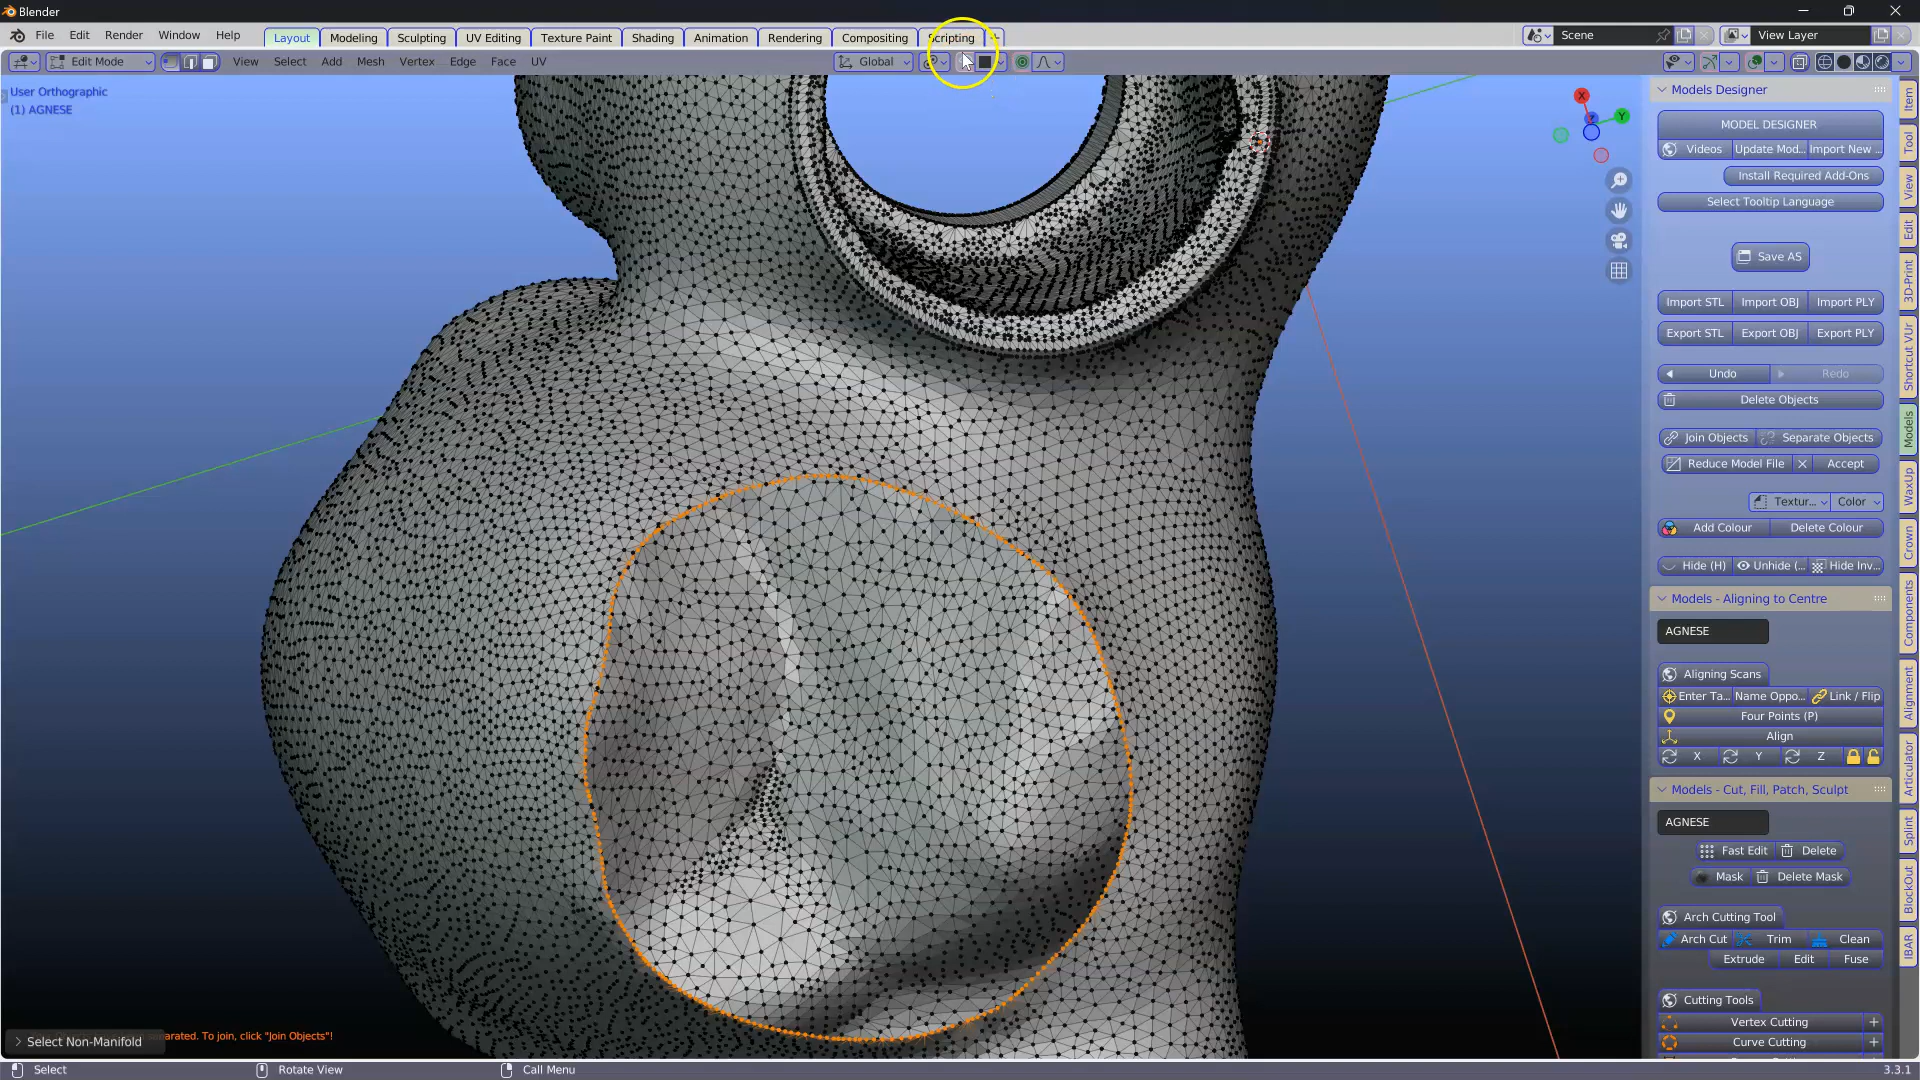 Blender
File Edit Render Window Help
Layout Modeling Sculpting UV Editing Texture Paint Shading Animation Rendering Compositing Scripting +
Scene
View Layer
Edit Mode View Select Add Mesh Vertex Edge Face UV
Global
User Orthographic
(1) AGNESE
X
Y
Models Designer
MODEL DESIGNER
Videos Update Mod... Import New ...
Install Required Add-Ons
Select Tooltip Language
Save AS
Import STL Import OBJ Import PLY
Export STL Export OBJ Export PLY
Undo Redo
Delete Objects
Join Objects Separate Objects
Reduce Model File Accept
Textur... Color
Add Colour Delete Colour
Hide (H) Unhide (... Hide Inv...
Models - Aligning to Centre
AGNESE
Aligning Scans
Enter Ta... Name Oppo... Link / Flip
Four Points (P)
Align
X Y Z
Models - Cut, Fill, Patch, Sculpt
AGNESE
Fast Edit Delete
Mask Delete Mask
Arch Cutting Tool
Arch Cut Trim Clean
Extrude Edit Fuse
Cutting Tools
Vertex Cutting +
Curve Cutting +
Item
Tool
View
Edit
3D-Print
Shortcut VUr
Models
WaxUp
Crown
Components
Alignment
Articulator
Splint
BlockOut
IBAR
arated. To join, click "Join Objects"!
Select Non-Manifold
Select Rotate View Call Menu
3.3.1